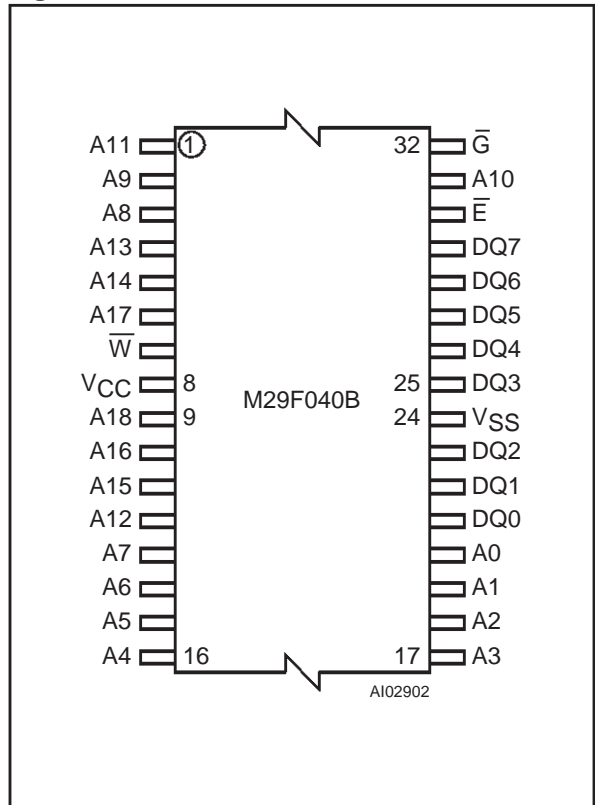 A11 1 32 G̅
A9 A10
A8 E̅
A13 DQ7
A14 DQ6
A17 DQ5
W̅ DQ4
VCC 8 25 DQ3
M29F040B
A18 9 24 VSS
A16 DQ2
A15 DQ1
A12 DQ0
A7 A0
A6 A1
A5 A2
A4 16 17 A3
AI02902